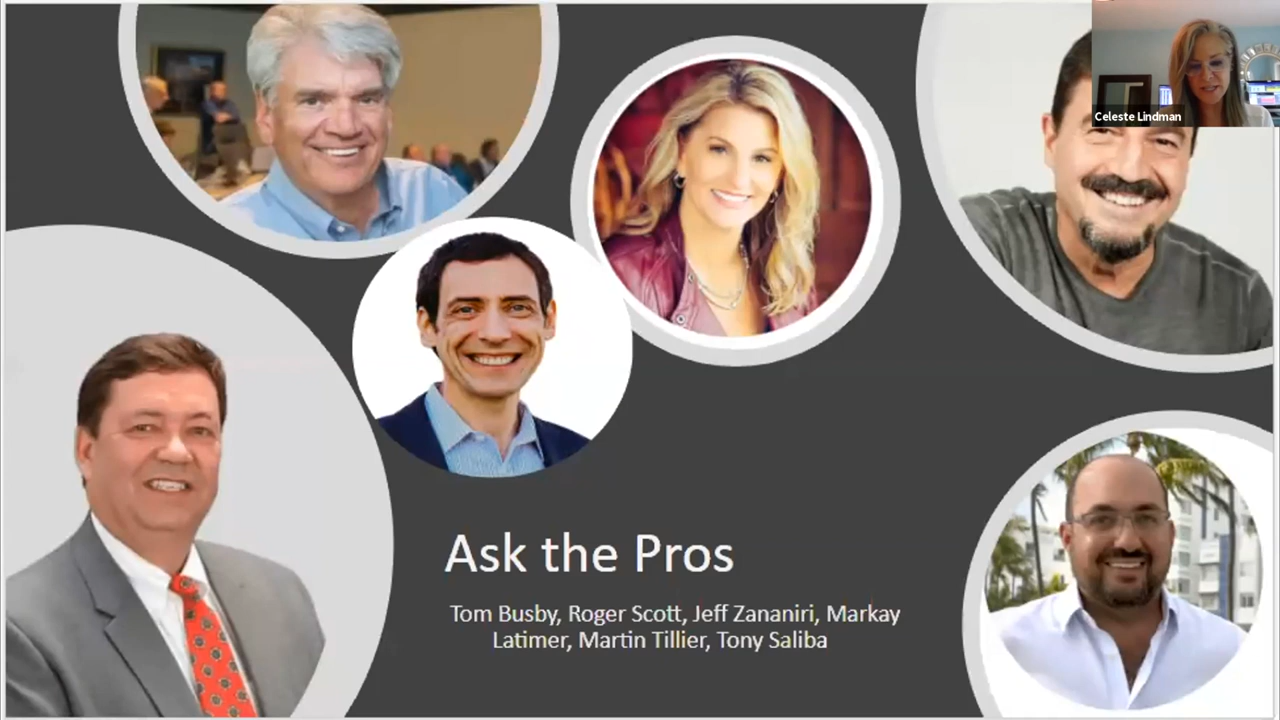 Celeste Lindman
Ask the Pros
Tom Busby, Roger Scott, Jeff Zananiri, Markay
Latimer, Martin Tillier, Tony Saliba